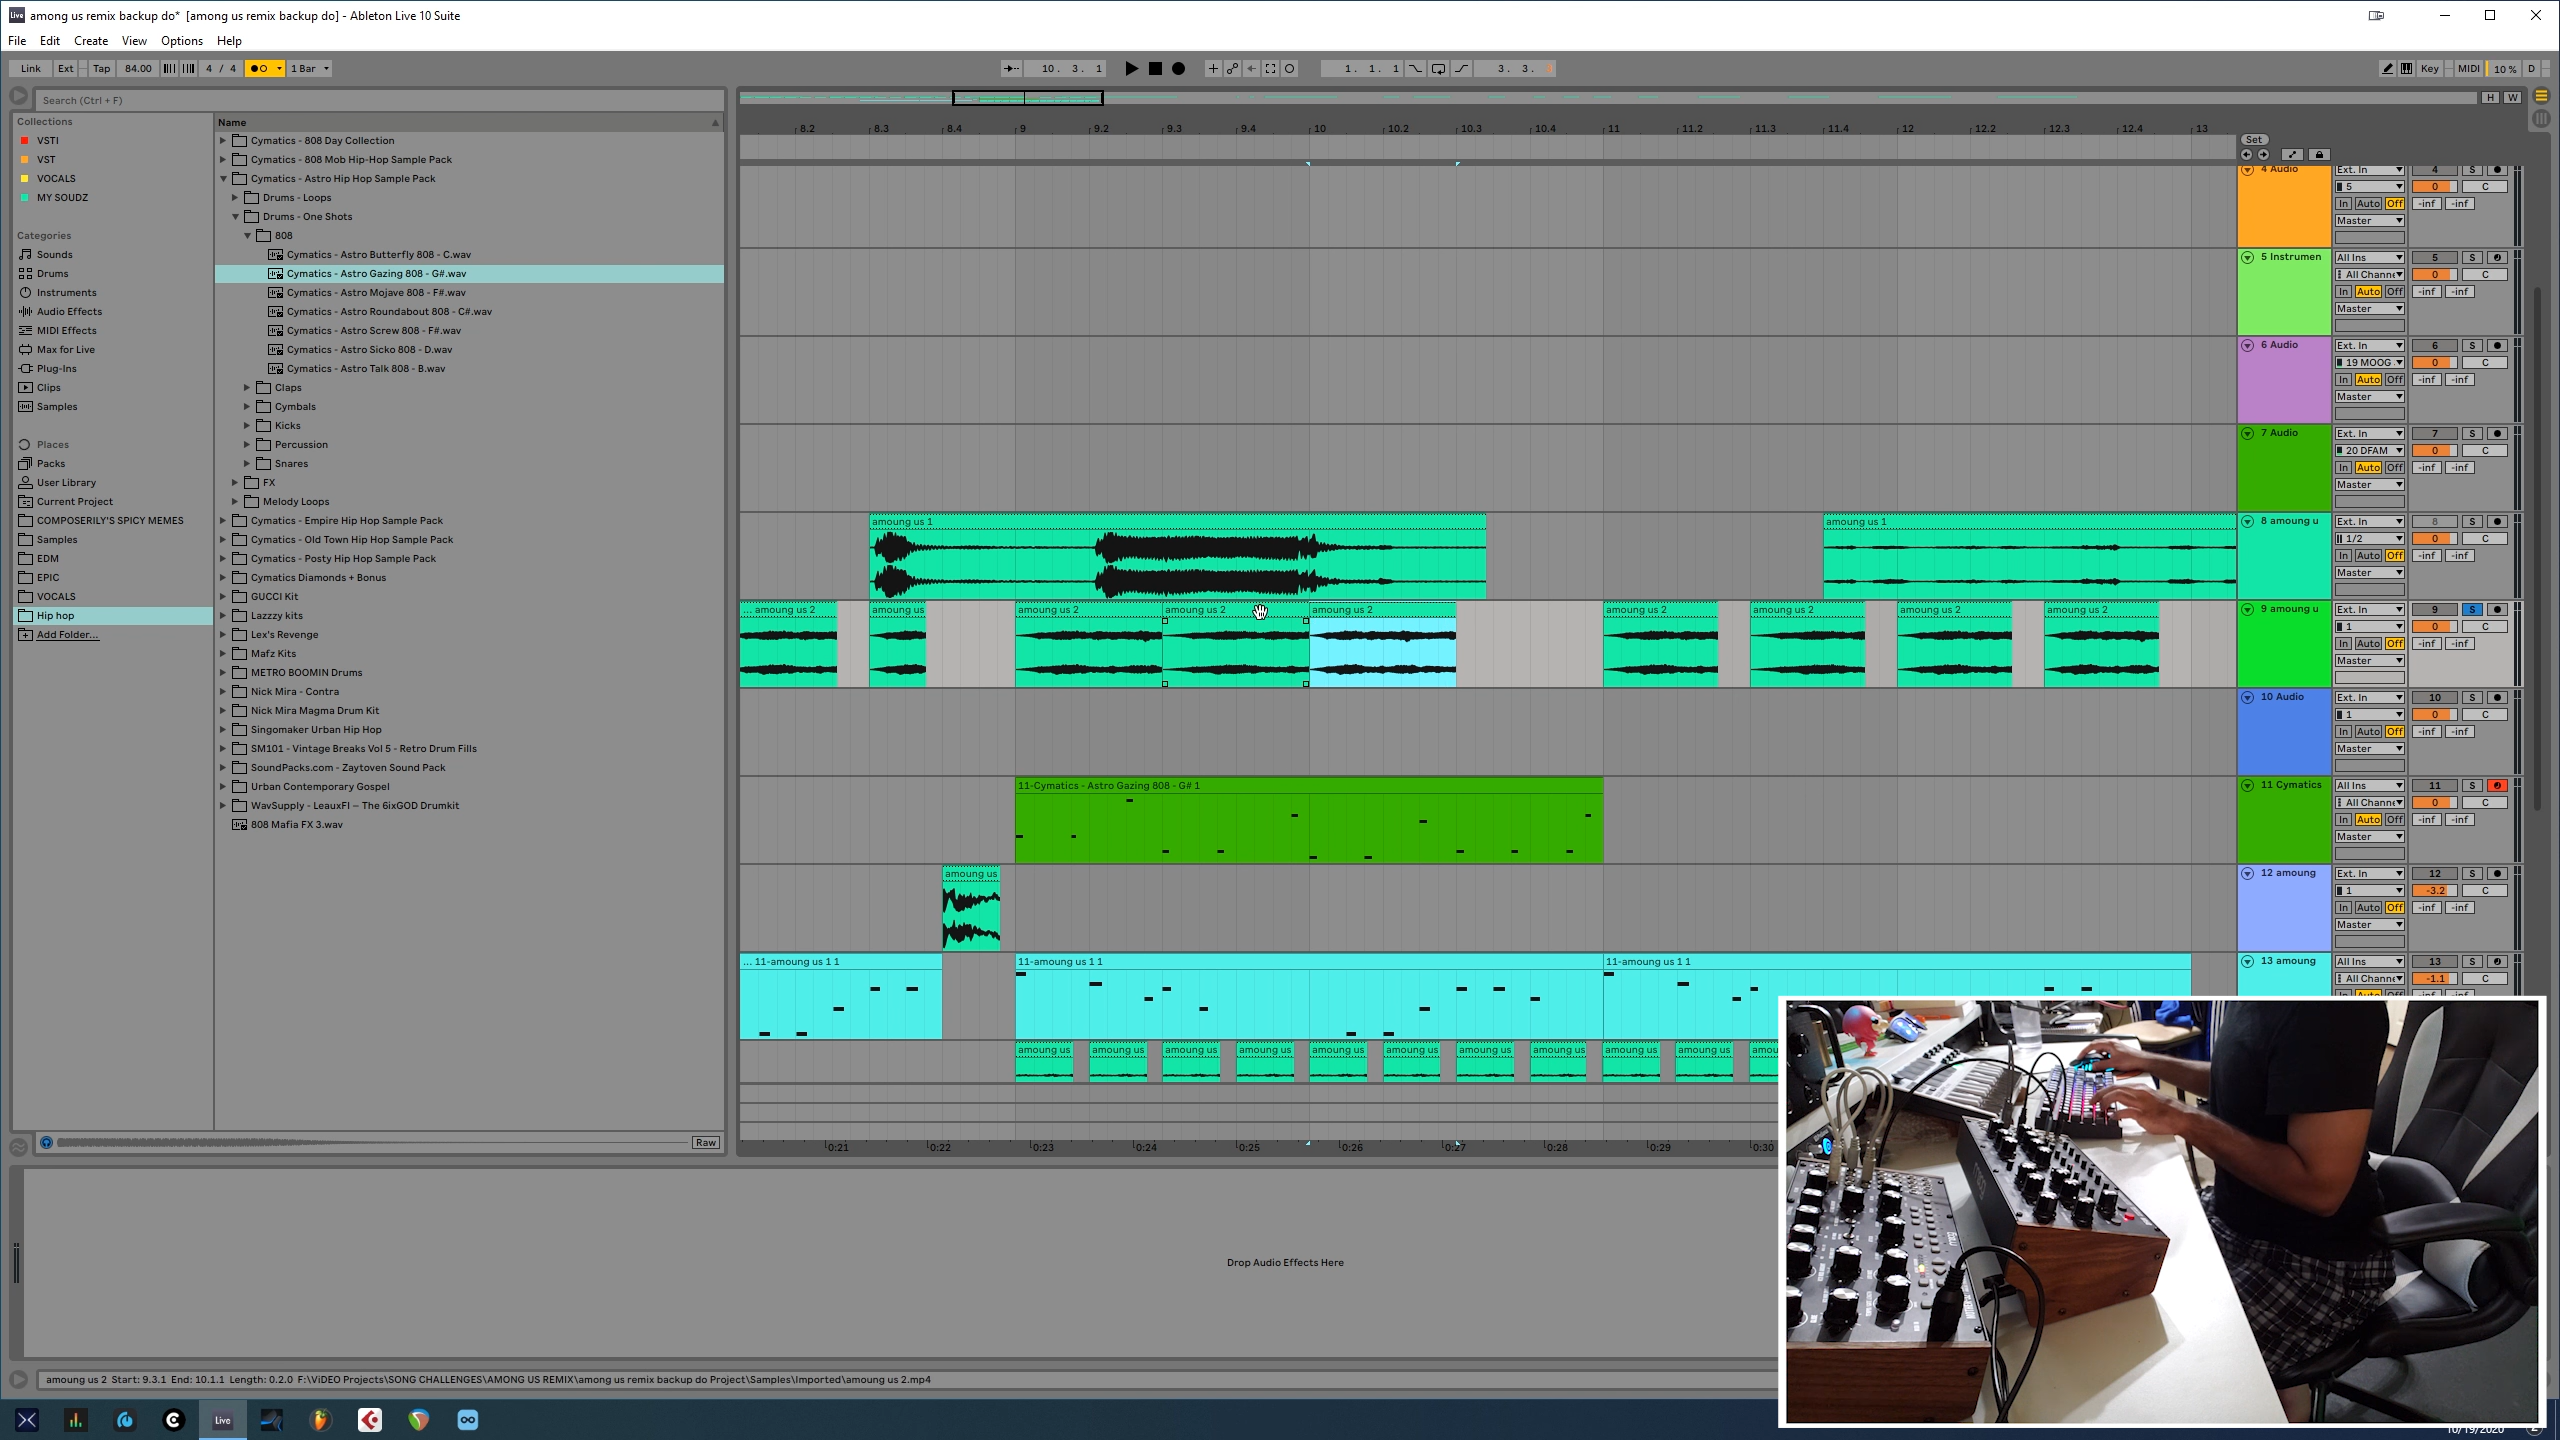 among us remix backup do* [among us remix backup do] - Ableton Live 10 Suite
File Edit Create View Options Help
Link Ext Tap 84.00 4 / 4 1 Bar 10. 3. 1 1. 1. 1 3. 3. Key MIDI 10 % D
Search (Ctrl + F)
H W
Collections
VSTI
VST
VOCALS
MY SOUDZ
Categories
Sounds
Drums
Instruments
Audio Effects
MIDI Effects
Max for Live
Plug-Ins
Clips
Samples
Places
Packs
User Library
Current Project
COMPOSERILY'S SPICY MEMES
Samples
EDM
EPIC
VOCALS
Hip hop
Add Folder...
Name
Cymatics - 808 Day Collection
Cymatics - 808 Mob Hip-Hop Sample Pack
Cymatics - Astro Hip Hop Sample Pack
Drums - Loops
Drums - One Shots
808
Cymatics - Astro Butterfly 808 - C.wav
Cymatics - Astro Gazing 808 - G#.wav
Cymatics - Astro Mojave 808 - F#.wav
Cymatics - Astro Roundabout 808 - C#.wav
Cymatics - Astro Screw 808 - F#.wav
Cymatics - Astro Sicko 808 - D.wav
Cymatics - Astro Talk 808 - B.wav
Claps
Cymbals
Kicks
Percussion
Snares
FX
Melody Loops
Cymatics - Empire Hip Hop Sample Pack
Cymatics - Old Town Hip Hop Sample Pack
Cymatics - Posty Hip Hop Sample Pack
Cymatics Diamonds + Bonus
GUCCI Kit
Lazzzy kits
Lex's Revenge
Mafz Kits
METRO BOOMIN Drums
Nick Mira - Contra
Nick Mira Magma Drum Kit
Singomaker Urban Hip Hop
SM101 - Vintage Breaks Vol 5 - Retro Drum Fills
SoundPacks.com - Zaytoven Sound Pack
Urban Contemporary Gospel
WavSupply - LeauxFI – The 6ixGOD Drumkit
808 Mafia FX 3.wav
Raw
8.2 8.3 8.4 9 9.2 9.3 9.4 10 10.2 10.3 10.4 11 11.2 11.3 11.4 12 12.2 12.3 12.4 13
Set
4 Audio Ext. In 4 S
5 0 C
In Auto Off -inf -inf
Master
5 Instrumen All Ins 5 S
All Channe 0 C
In Auto Off -inf -inf
Master
6 Audio Ext. In 6 S
19 MOOG 0 C
In Auto Off -inf -inf
Master
7 Audio Ext. In 7 S
20 DFAM 0 C
In Auto Off -inf -inf
Master
amoung us 1 amoung us 1 8 amoung u Ext. In 8 S
1/2 0 C
In Auto Off -inf -inf
Master
... amoung us 2 amoung us amoung us 2 amoung us 2 amoung us 2 amoung us 2 amoung us 2 amoung us 2 amoung us 2 9 amoung u Ext. In 9 S
1 0 C
In Auto Off -inf -inf
Master
10 Audio Ext. In 10 S
1 0 C
In Auto Off -inf -inf
Master
11-Cymatics - Astro Gazing 808 - G# 1 11 Cymatics All Ins 11 S
All Channe 0 C
In Auto Off -inf -inf
Master
amoung us 12 amoung Ext. In 12 S
1 -3.2 C
In Auto Off -inf -inf
Master
... 11-amoung us 1 1 11-amoung us 1 1 11-amoung us 1 1 13 amoung All Ins 13 S
All Channe -1.1 C
amoung us amoung us amoung us amoung us amoung us amoung us amoung us amoung us amoung us amoung us amou
0:21 0:22 0:23 0:24 0:25 0:26 0:27 0:28 0:29 0:30
Drop Audio Effects Here
amoung us 2 Start: 9.3.1 End: 10.1.1 Length: 0.2.0 F:\ViDEO Projects\SONG CHALLENGES\AMONG US REMIX\among us remix backup do Project\Samples\Imported\amoung us 2.mp4
Live
10/19/2020